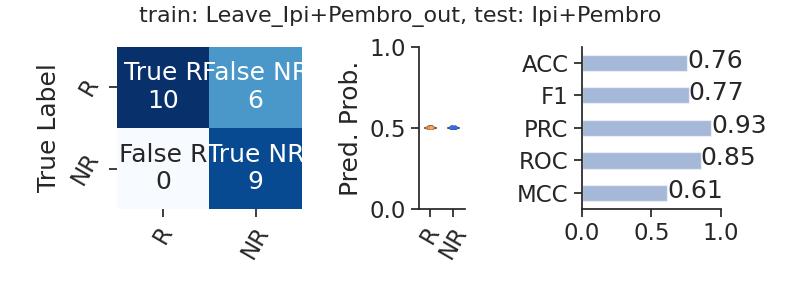 train: Leave_Ipi+Pembro_out, test: Ipi+Pembro
True Label
R
NR
True R
10
False NR
6
False R
0
True NR
9
R
NR
Pred. Prob.
1.0
0.5
0.0
R
NR
ACC
0.76
F1
0.77
PRC
0.93
ROC
0.85
MCC
0.61
0.0
0.5
1.0